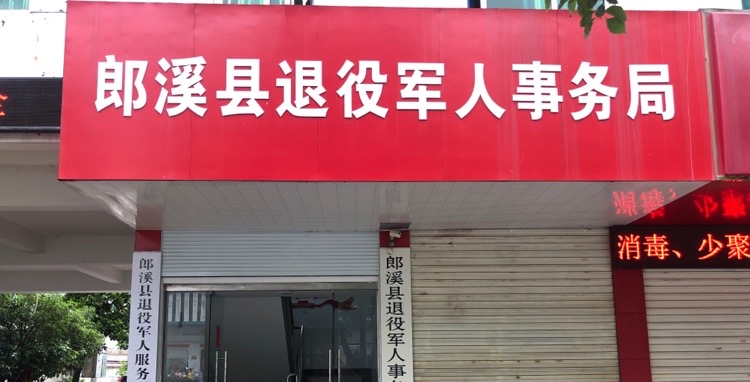 郎溪县退役军人事务局
消毒、少聚
郎溪县退役军人服务
郎溪县退役军人事务